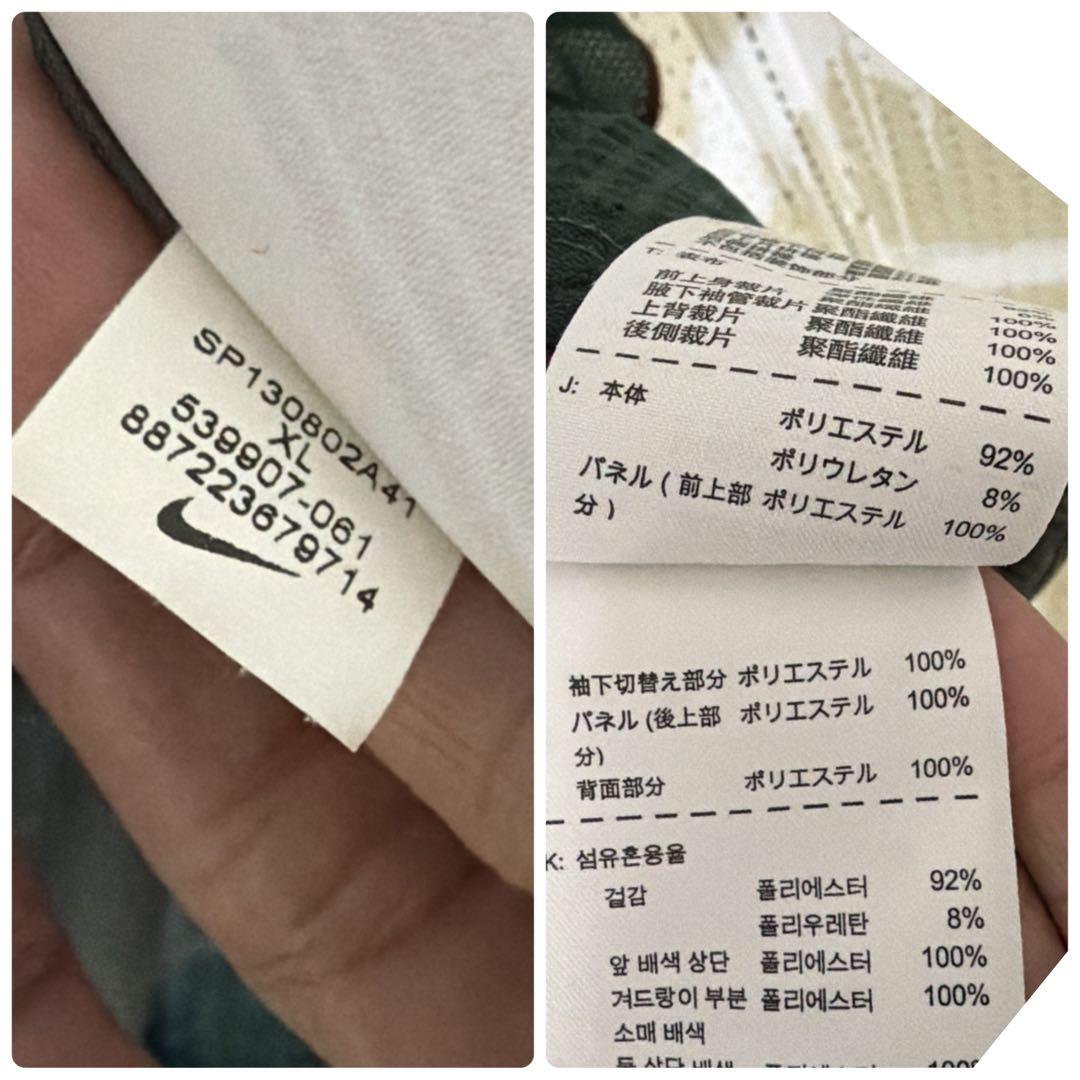 SP130802A41
XL
539907-061
887223679714
T: 表布
前上身裁片 聚酯纖維 100%
腋下袖管裁片 聚酯纖維 100%
上背裁片 聚酯纖維 100%
後側裁片 聚酯纖維 100%
J: 本体
ポリエステル 92%
ポリウレタン 8%
パネル ( 前上部 ポリエステル 100%
分 )
袖下切替え部分 ポリエステル 100%
パネル (後上部 ポリエステル 100%
分)
背面部分 ポリエステル 100%
K: 섬유혼용율
겉감 폴리에스터 92%
폴리우레탄 8%
앞 배색 상단 폴리에스터 100%
겨드랑이 부분 폴리에스터 100%
소매 배색